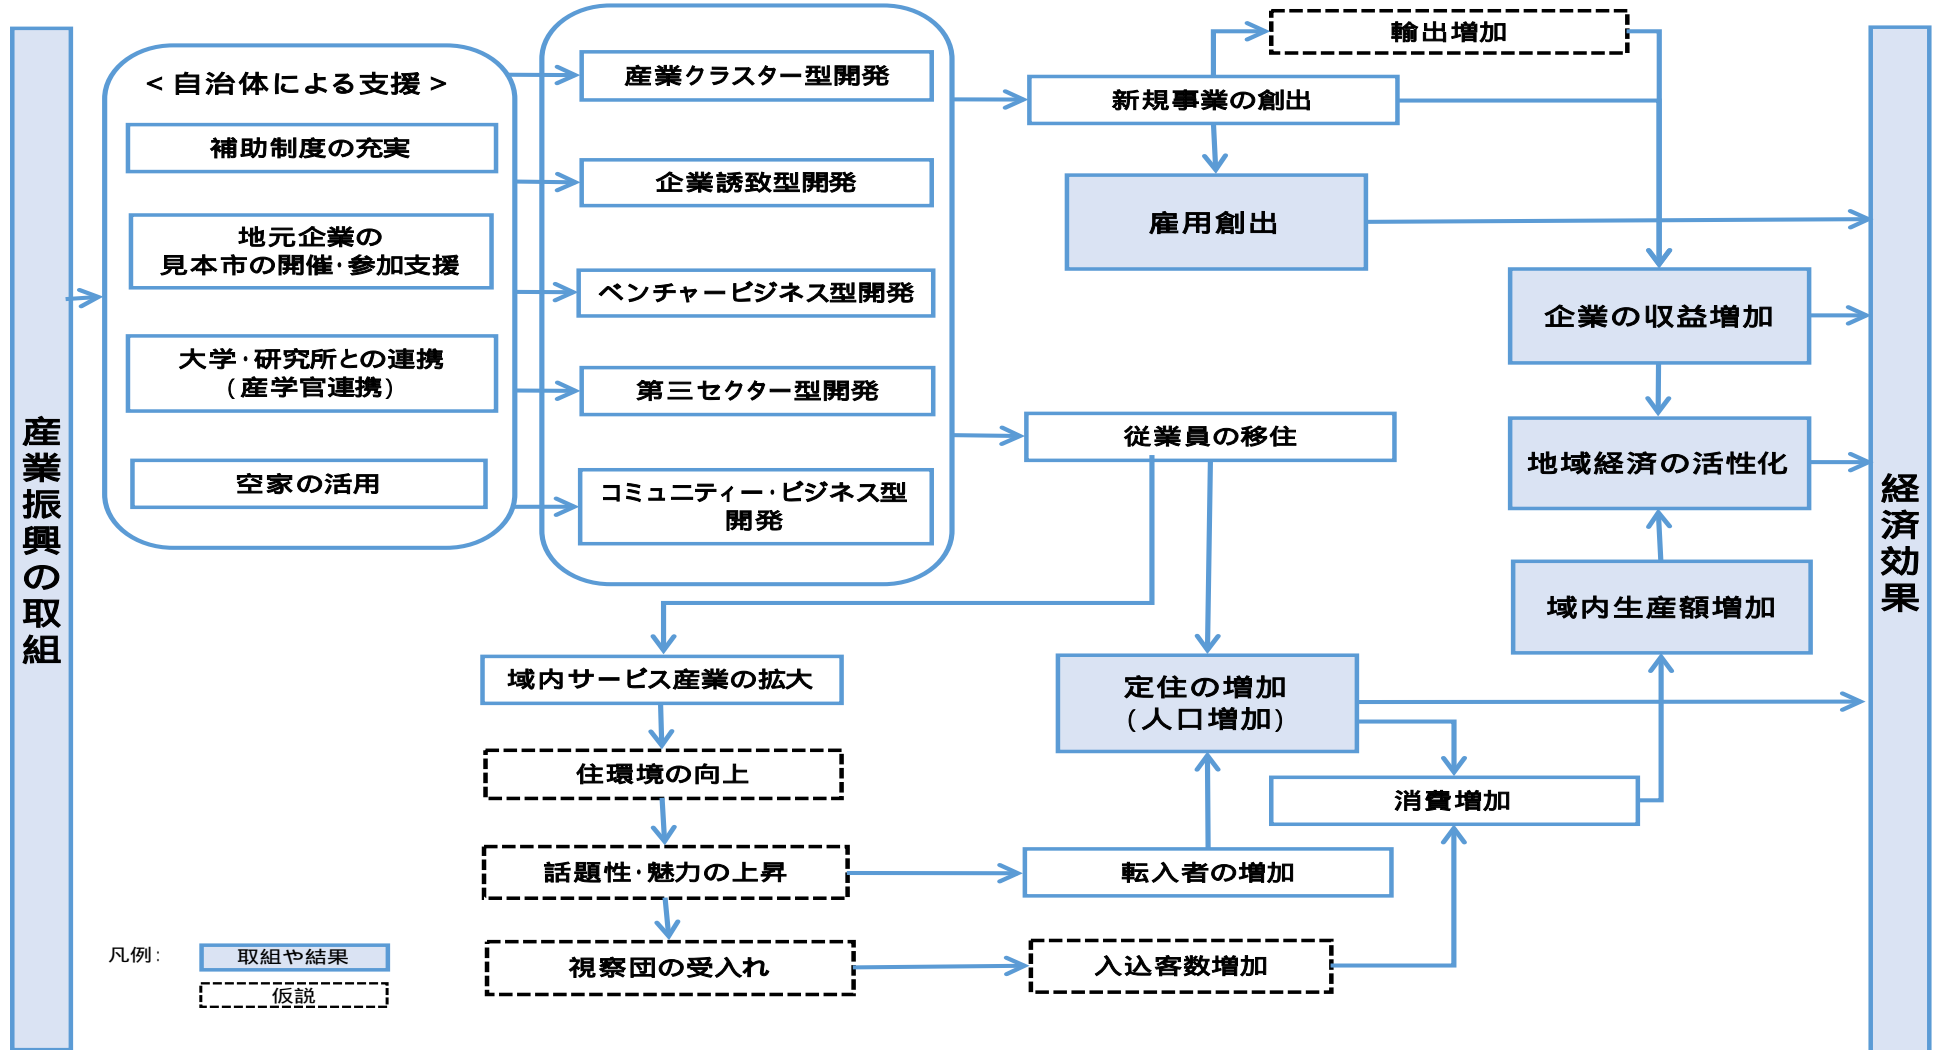 産業振興の取組
＜自治体による支援＞
補助制度の充実
地元企業の
見本市の開催・参加支援
大学・研究所との連携
（産学官連携）
空家の活用
産業クラスター型開発
企業誘致型開発
ベンチャービジネス型開発
第三セクター型開発
コミュニティー・ビジネス型
開発
輸出増加
新規事業の創出
雇用創出
企業の収益増加
従業員の移住
地域経済の活性化
域内生産額増加
域内サービス産業の拡大
定住の増加
（人口増加）
住環境の向上
消費増加
話題性・魅力の上昇
転入者の増加
視察団の受入れ
入込客数増加
経済効果
凡例：
取組や結果
仮説